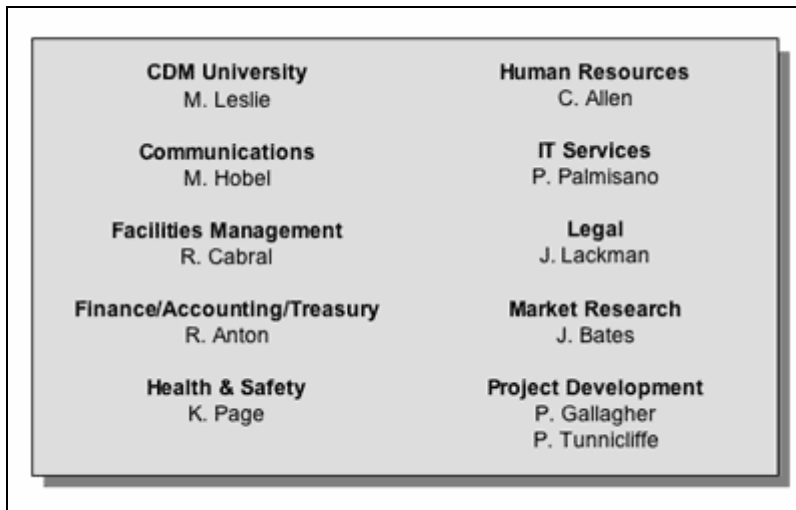 CDM University
M. Leslie
Communications
M. Hobel
Facilities Management
R. Cabral
Finance/Accounting/Treasury
R. Anton
Health & Safety
K. Page
Human Resources
C. Allen
IT Services
P. Palmisano
Legal
J. Lackman
Market Research
J. Bates
Project Development
P. Gallagher
P. Tunnicliffe